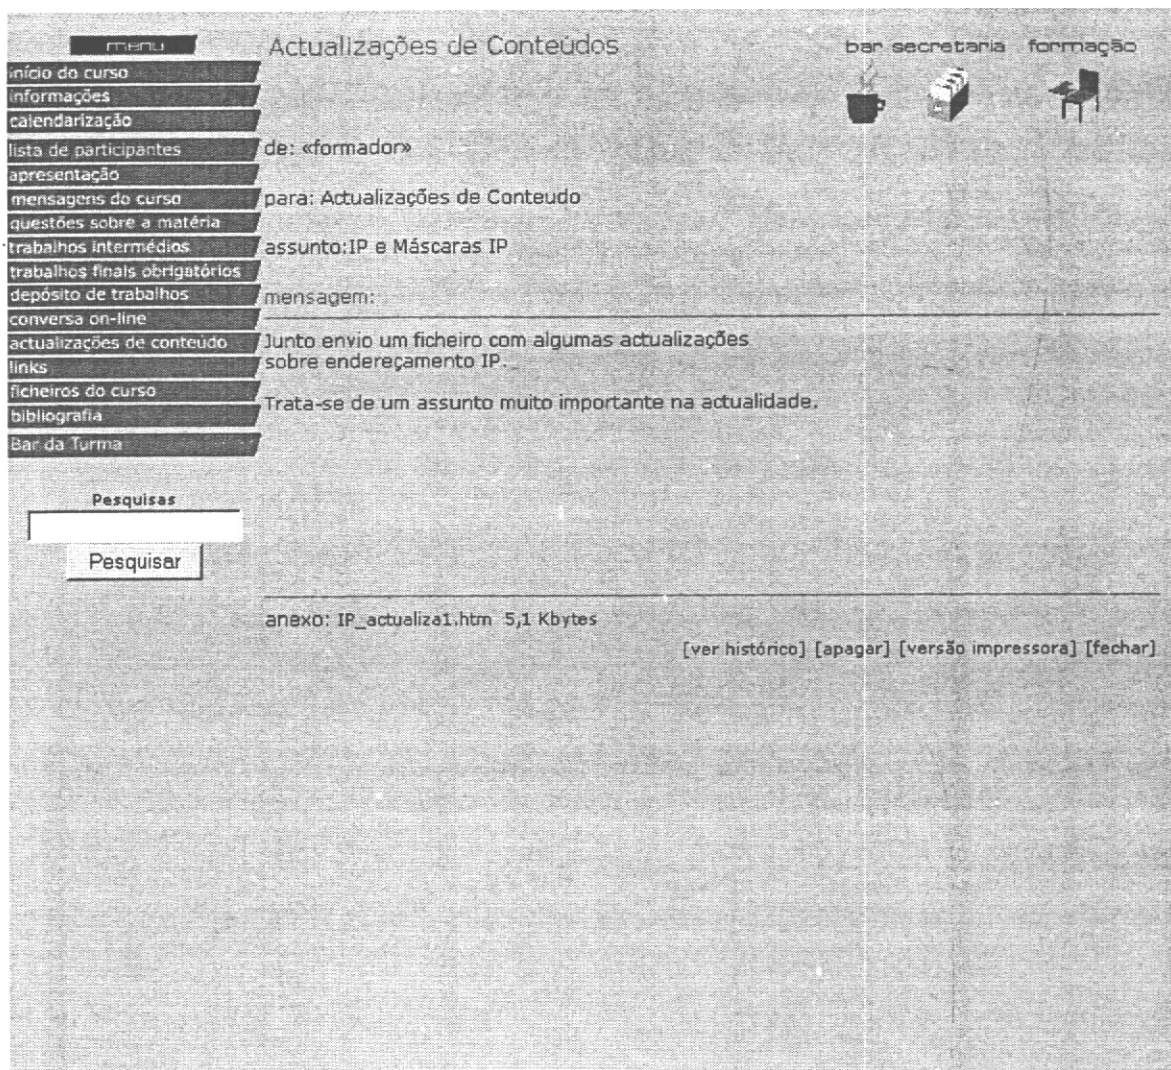 menu
início do curso
informações
calendarização
lista de participantes
apresentação
mensagens do curso
questões sobre a matéria
trabalhos intermédios
trabalhos finais obrigatórios
depósito de trabalhos
conversa on-line
actualizações de conteúdo
links
ficheiros do curso
bibliografia
Bar da Turma
Pesquisas
Pesquisar
Actualizações de Conteúdos
bar secretaria formação
de: «formador»
para: Actualizações de Conteudo
assunto:IP e Máscaras IP
mensagem:
Junto envio um ficheiro com algumas actualizações
sobre endereçamento IP.
Trata-se de um assunto muito importante na actualidade.
anexo: IP_actualiza1.htm 5,1 Kbytes
[ver histórico] [apagar] [versão impressora] [fechar]